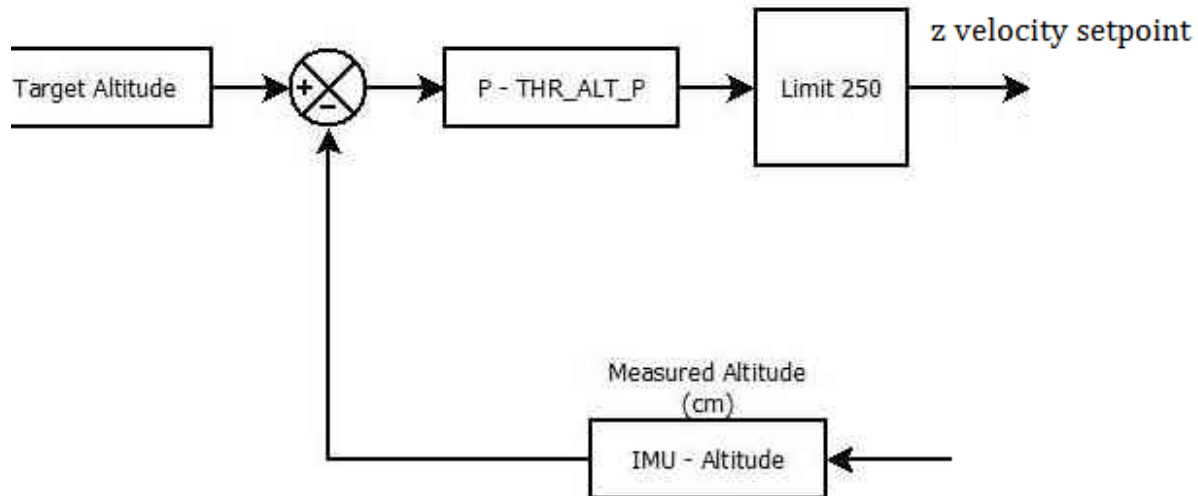 z velocity setpoint
Target Altitude
+
−
P - THR_ALT_P
Limit 250
Measured Altitude
(cm)
IMU - Altitude